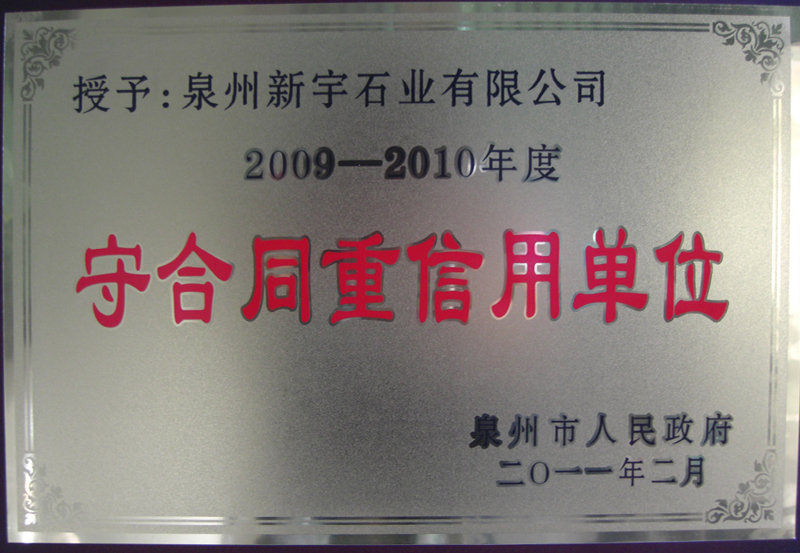 授予:泉州新宇石业有限公司
2009—2010年度
守合同重信用单位
泉州市人民政府
二〇一一年二月